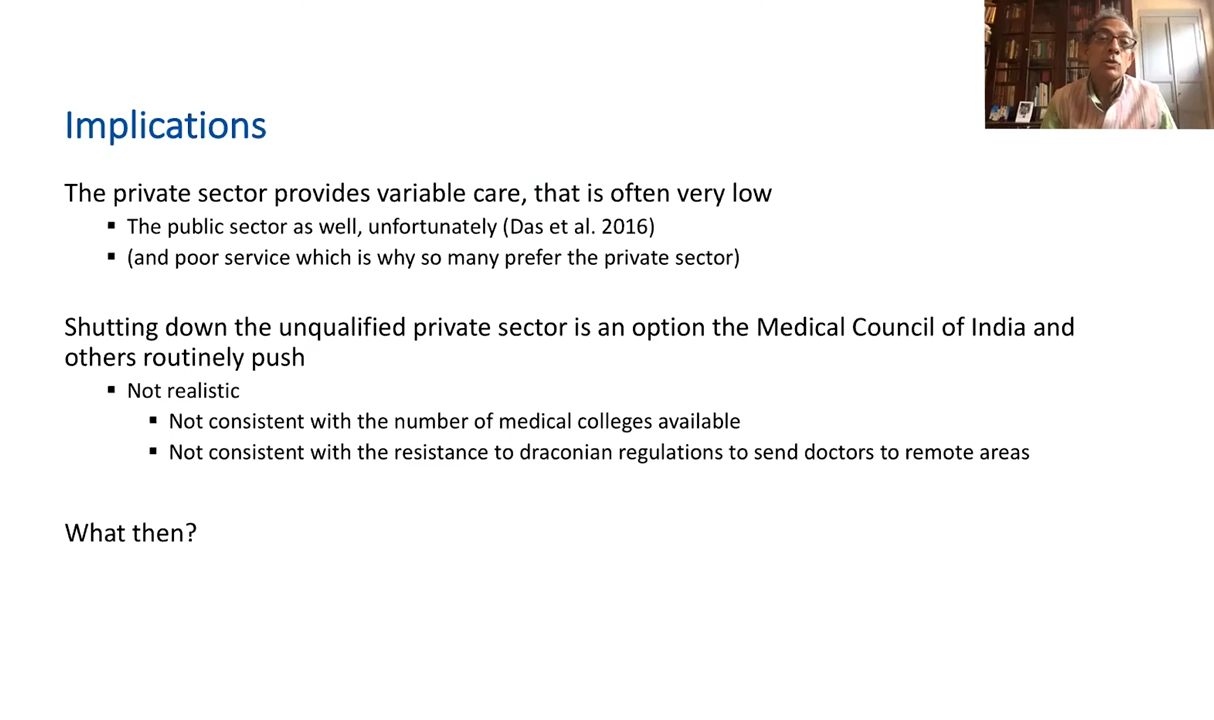 Implications
The private sector provides variable care, that is often very low
▪ The public sector as well, unfortunately (Das et al. 2016)
▪ (and poor service which is why so many prefer the private sector)
Shutting down the unqualified private sector is an option the Medical Council of India and
others routinely push
▪ Not realistic
▪ Not consistent with the number of medical colleges available
▪ Not consistent with the resistance to draconian regulations to send doctors to remote areas
What then?